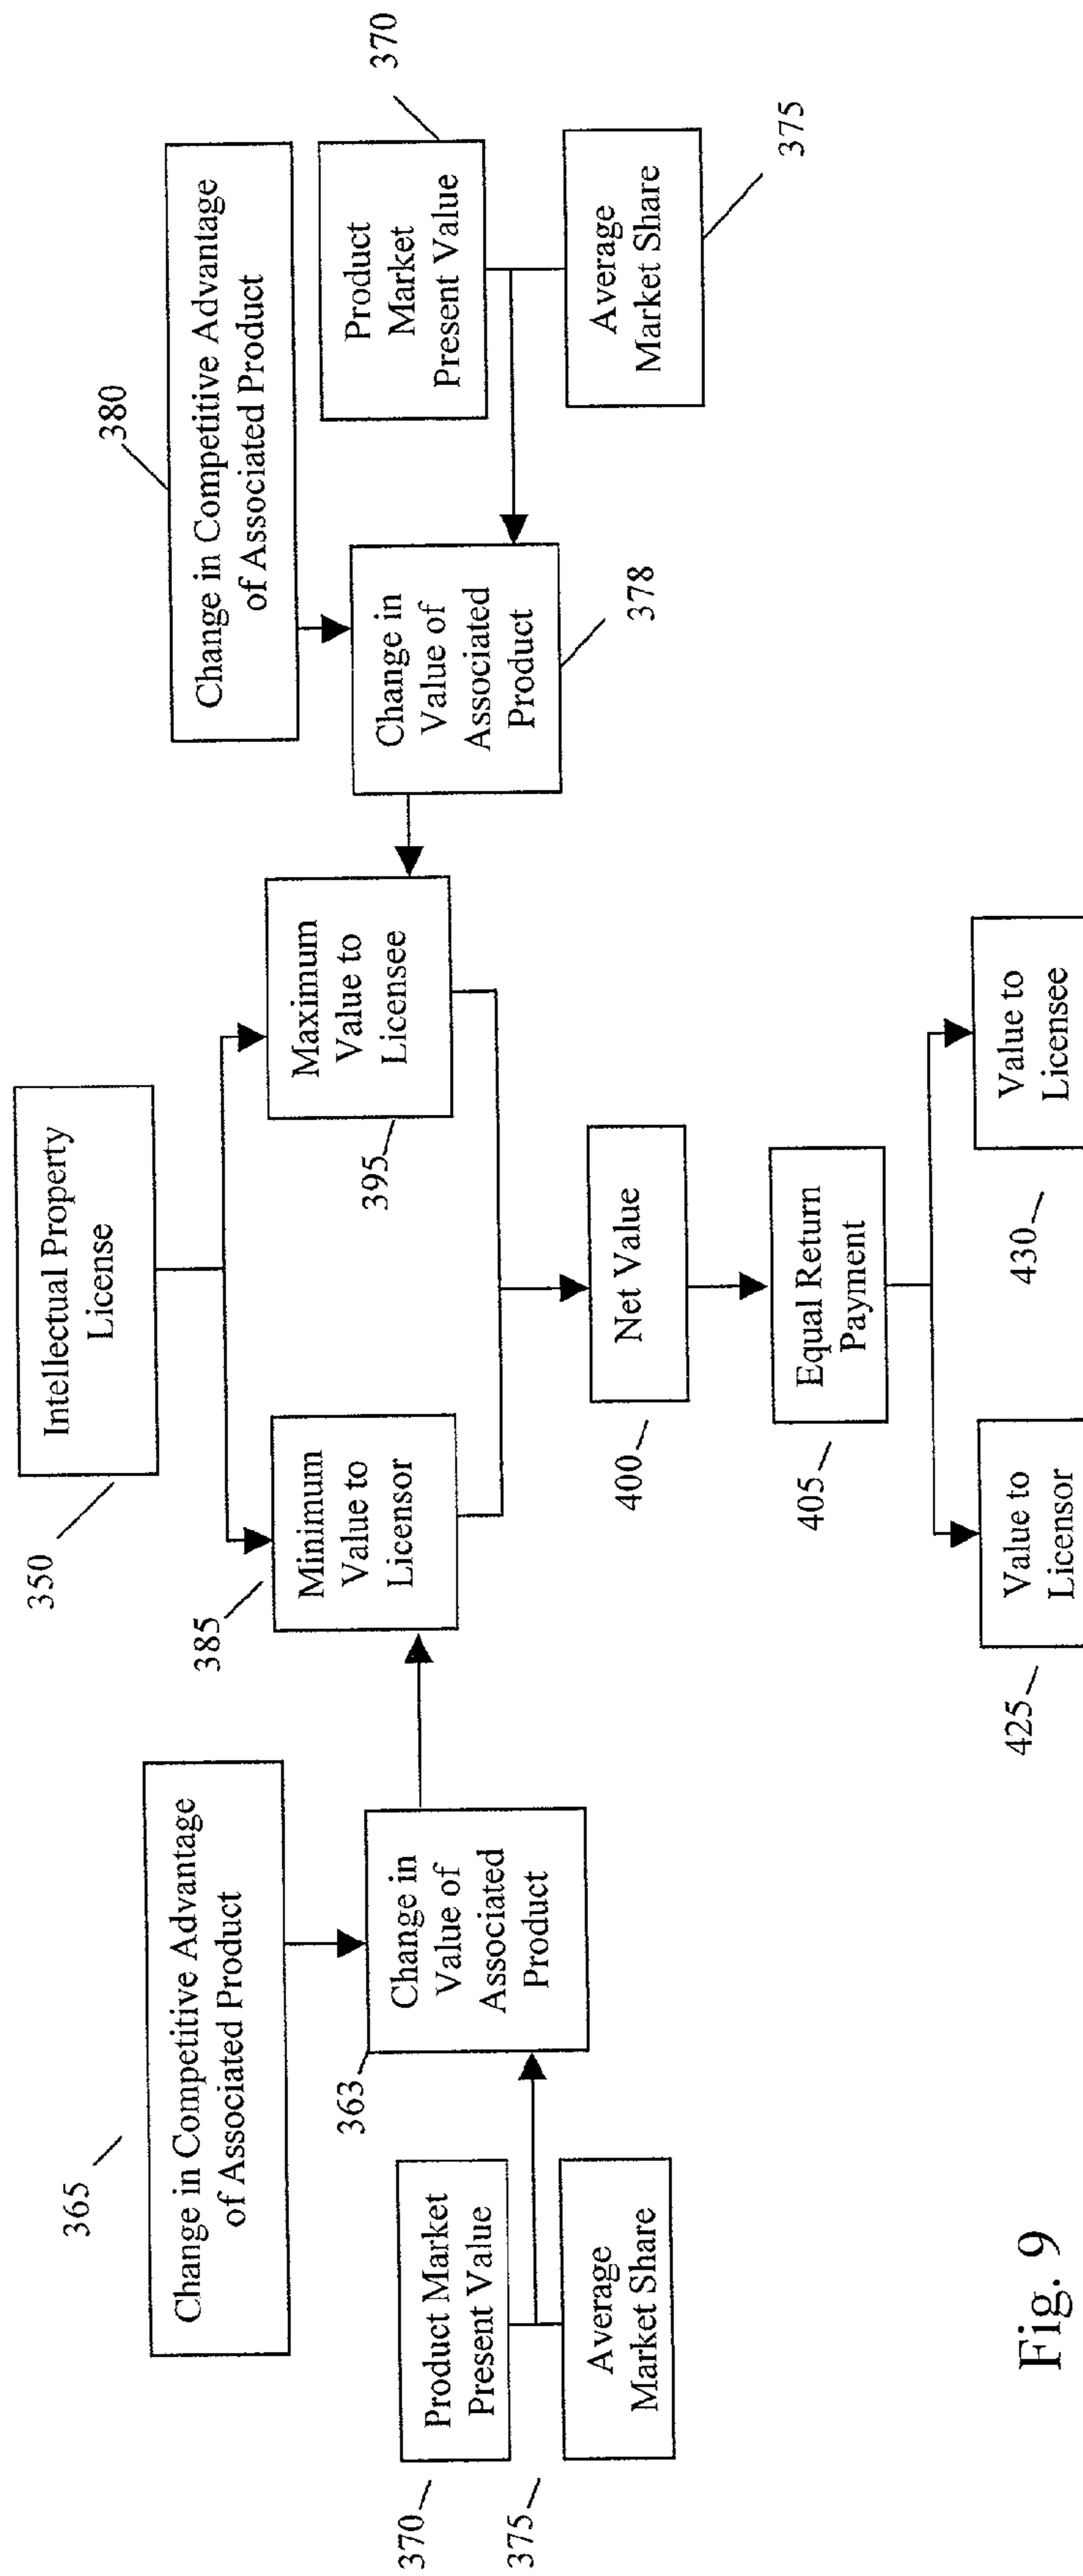 350
Intellectual Property
License
365
Change in Competitive Advantage
of Associated Product
380
Change in Competitive Advantage
of Associated Product
385
Minimum
Value to
Licensor
Maximum
Value to
Licensee
395
363
Change in
Value of
Associated
Product
Change in
Value of
Associated
Product
378
370
Product Market
Present Value
375
Average
Market Share
Product
Market
Present Value
370
Average
Market Share
375
400
Net Value
405
Equal Return
Payment
425
Value to
Licensor
430
Value to
Licensee
Fig. 9